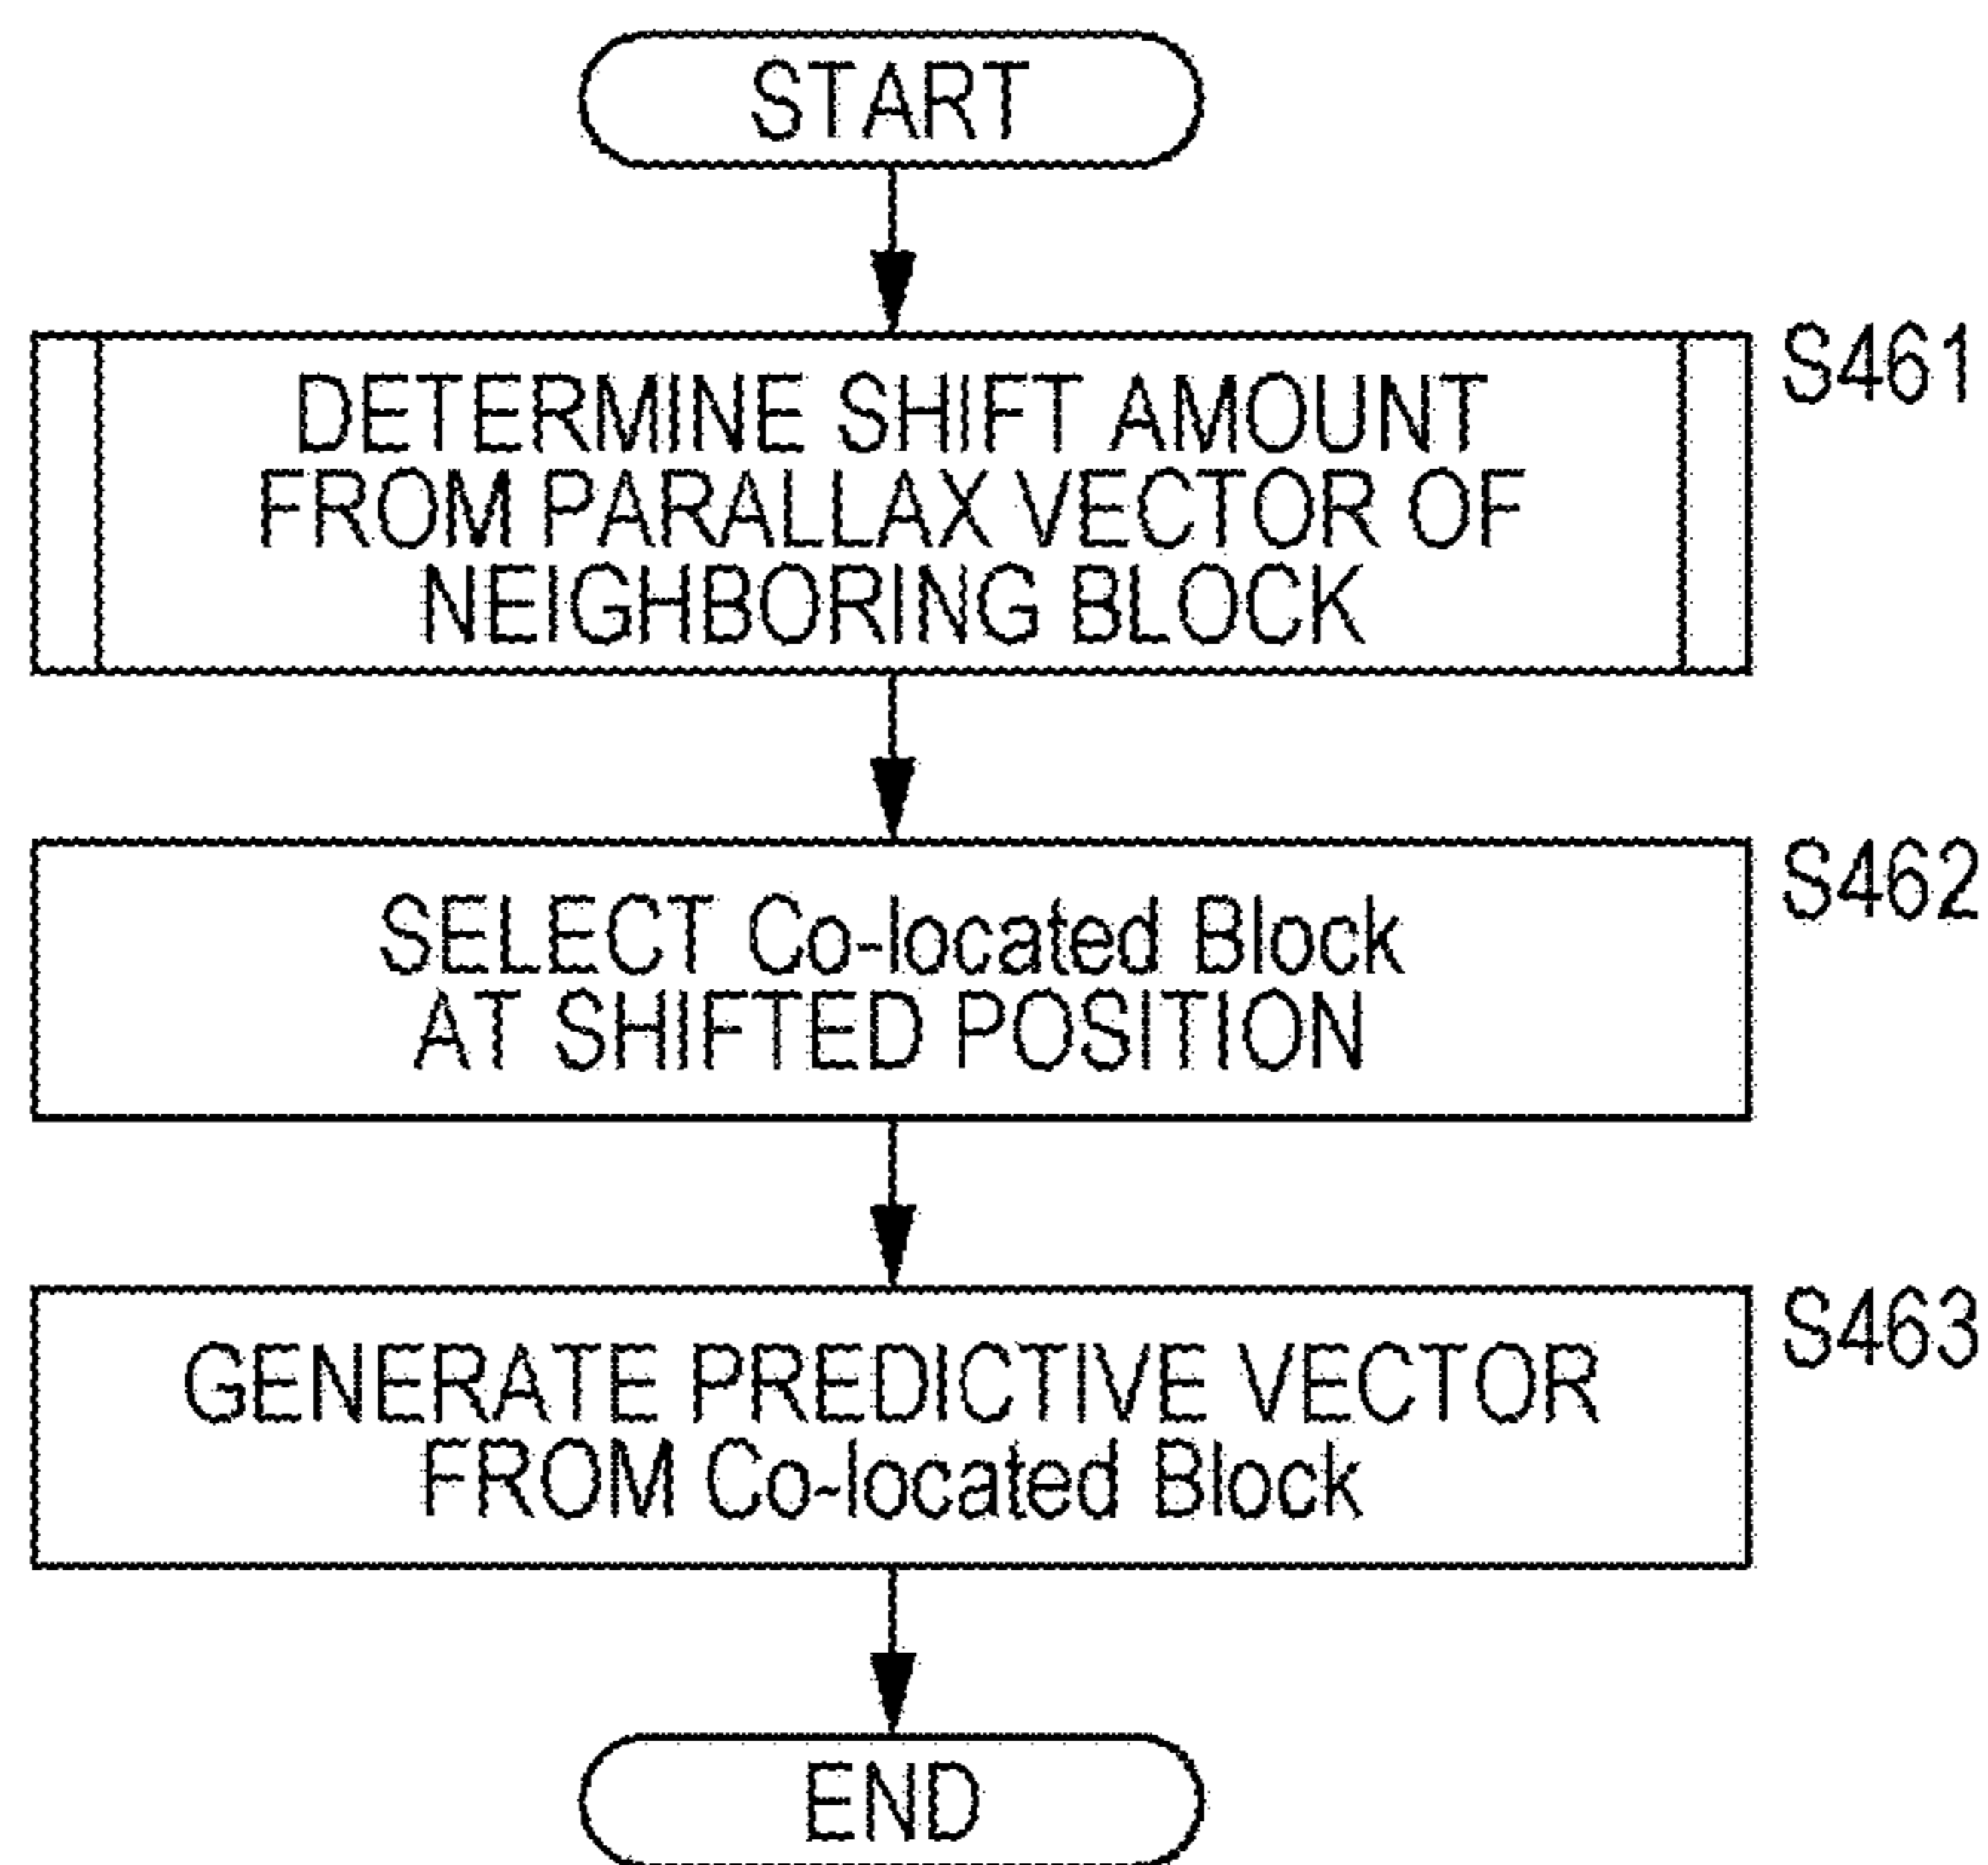 START
DETERMINE SHIFT AMOUNT
FROM PARALLAX VECTOR OF
NEIGHBORING BLOCK
S461
SELECT Co-located Block
AT SHIFTED POSITION
S462
GENERATE PREDICTIVE VECTOR
FROM Co-located Block
S463
END